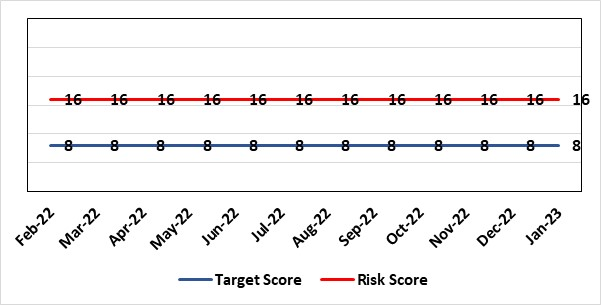 16 16 16 16 16 16 16 16 16 16 16 16
8 8 8 8 8 8 8 8 8 8 8 8
Feb-22 Mar-22 Apr-22 May-22 Jun-22 Jul-22 Aug-22 Sep-22 Oct-22 Nov-22 Dec-22 Jan-23
Target Score Risk Score